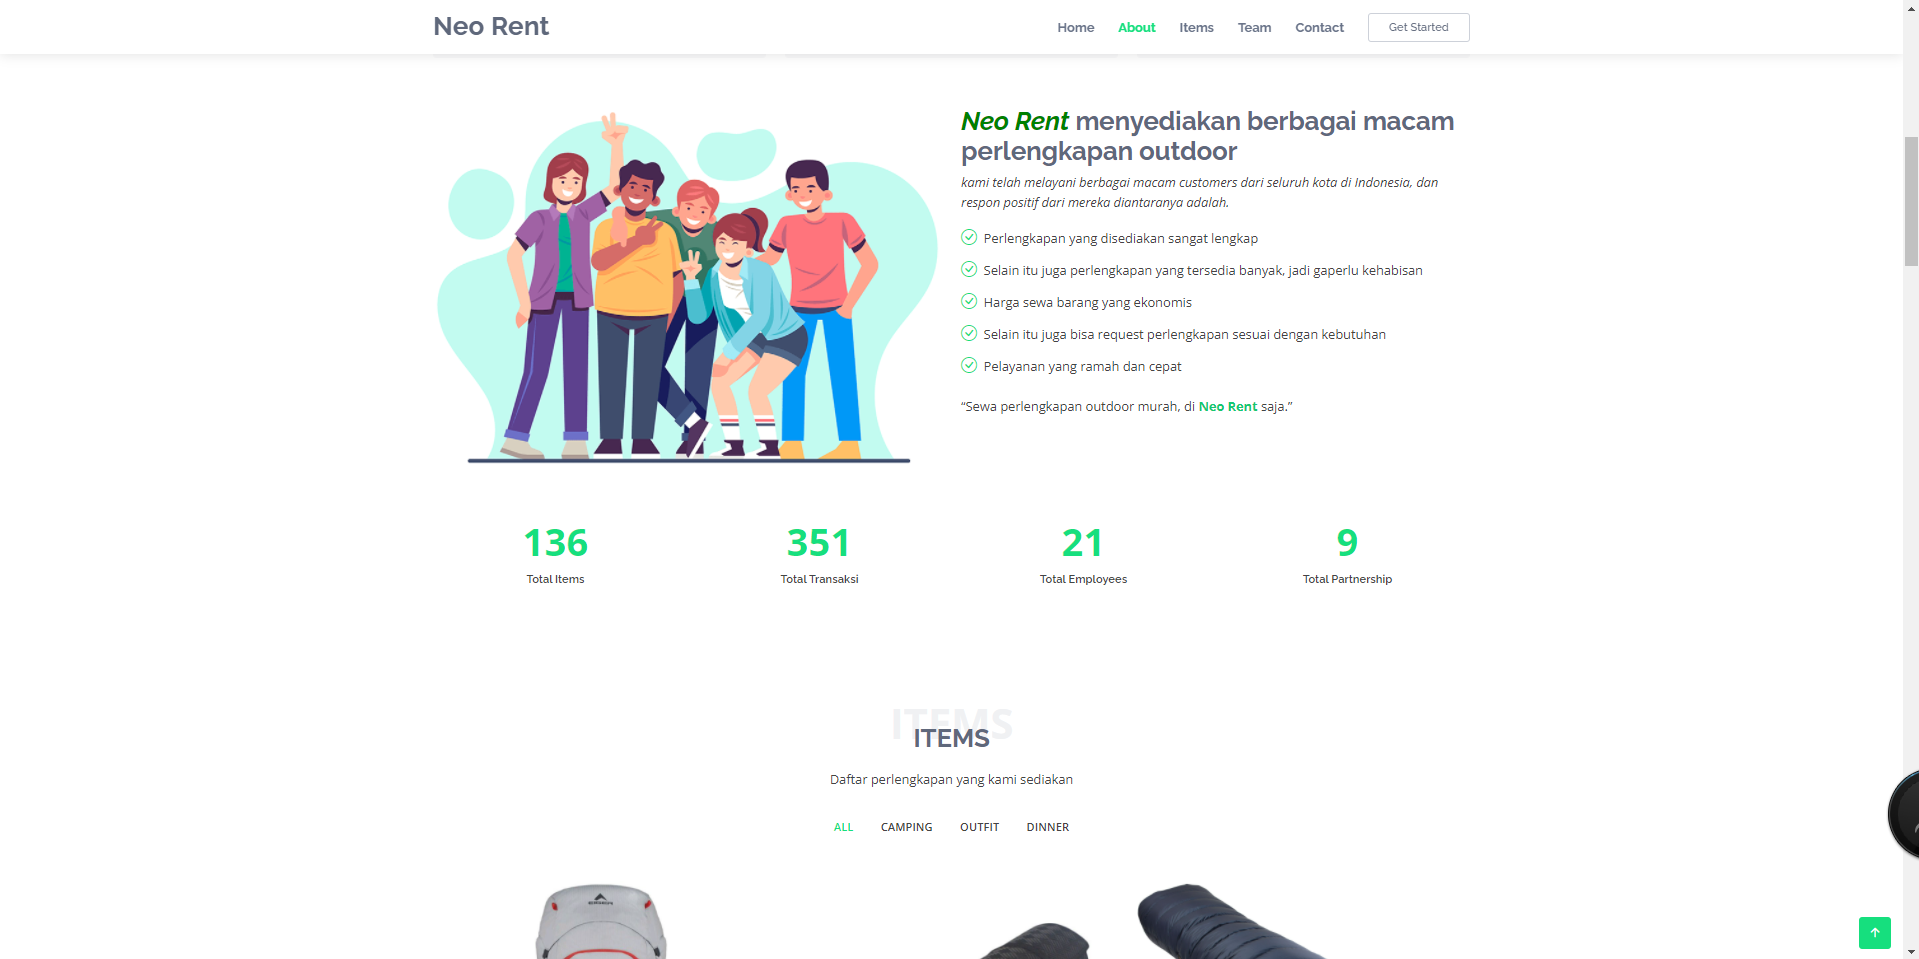 Neo Rent
Home About Items Team Contact Get Started
Neo Rent menyediakan berbagai macam
perlengkapan outdoor
kami telah melayani berbagai macam customers dari seluruh kota di Indonesia, dan
respon positif dari mereka diantaranya adalah.
Perlengkapan yang disediakan sangat lengkap
Selain itu juga perlengkapan yang tersedia banyak, jadi gaperlu kehabisan
Harga sewa barang yang ekonomis
Selain itu juga bisa request perlengkapan sesuai dengan kebutuhan
Pelayanan yang ramah dan cepat
“Sewa perlengkapan outdoor murah, di Neo Rent saja.”
136 351 21 9
Total Items Total Transaksi Total Employees Total Partnership
ITEMS
ITEMS
Daftar perlengkapan yang kami sediakan
ALL CAMPING OUTFIT DINNER